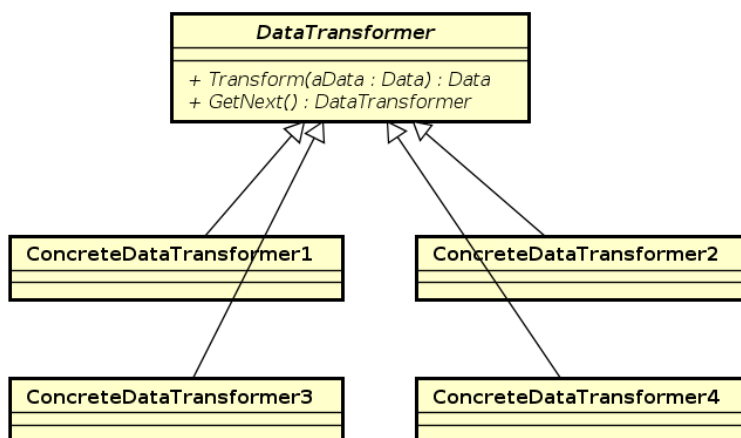 DataTransformer
+ Transform(aData : Data) : Data
+ GetNext() : DataTransformer
ConcreteDataTransformer1
ConcreteDataTransformer2
ConcreteDataTransformer3
ConcreteDataTransformer4